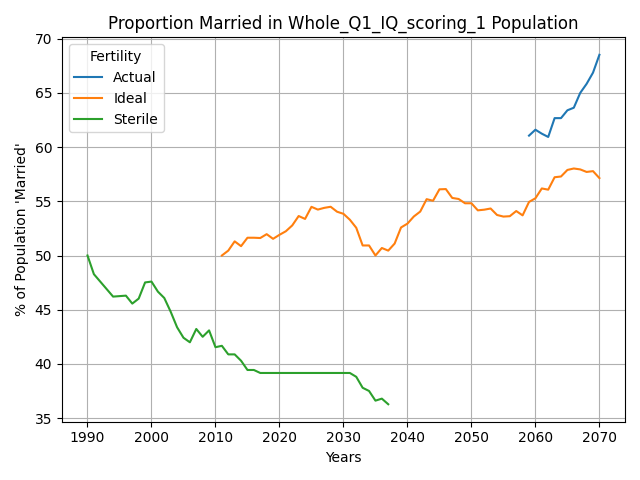 Proportion Married in Whole_Q1_IQ_scoring_1 Population
Fertility
Actual
Ideal
Sterile
% of Population 'Married'
70
65
60
55
50
45
40
35
1990 2000 2010 2020 2030 2040 2050 2060 2070
Years